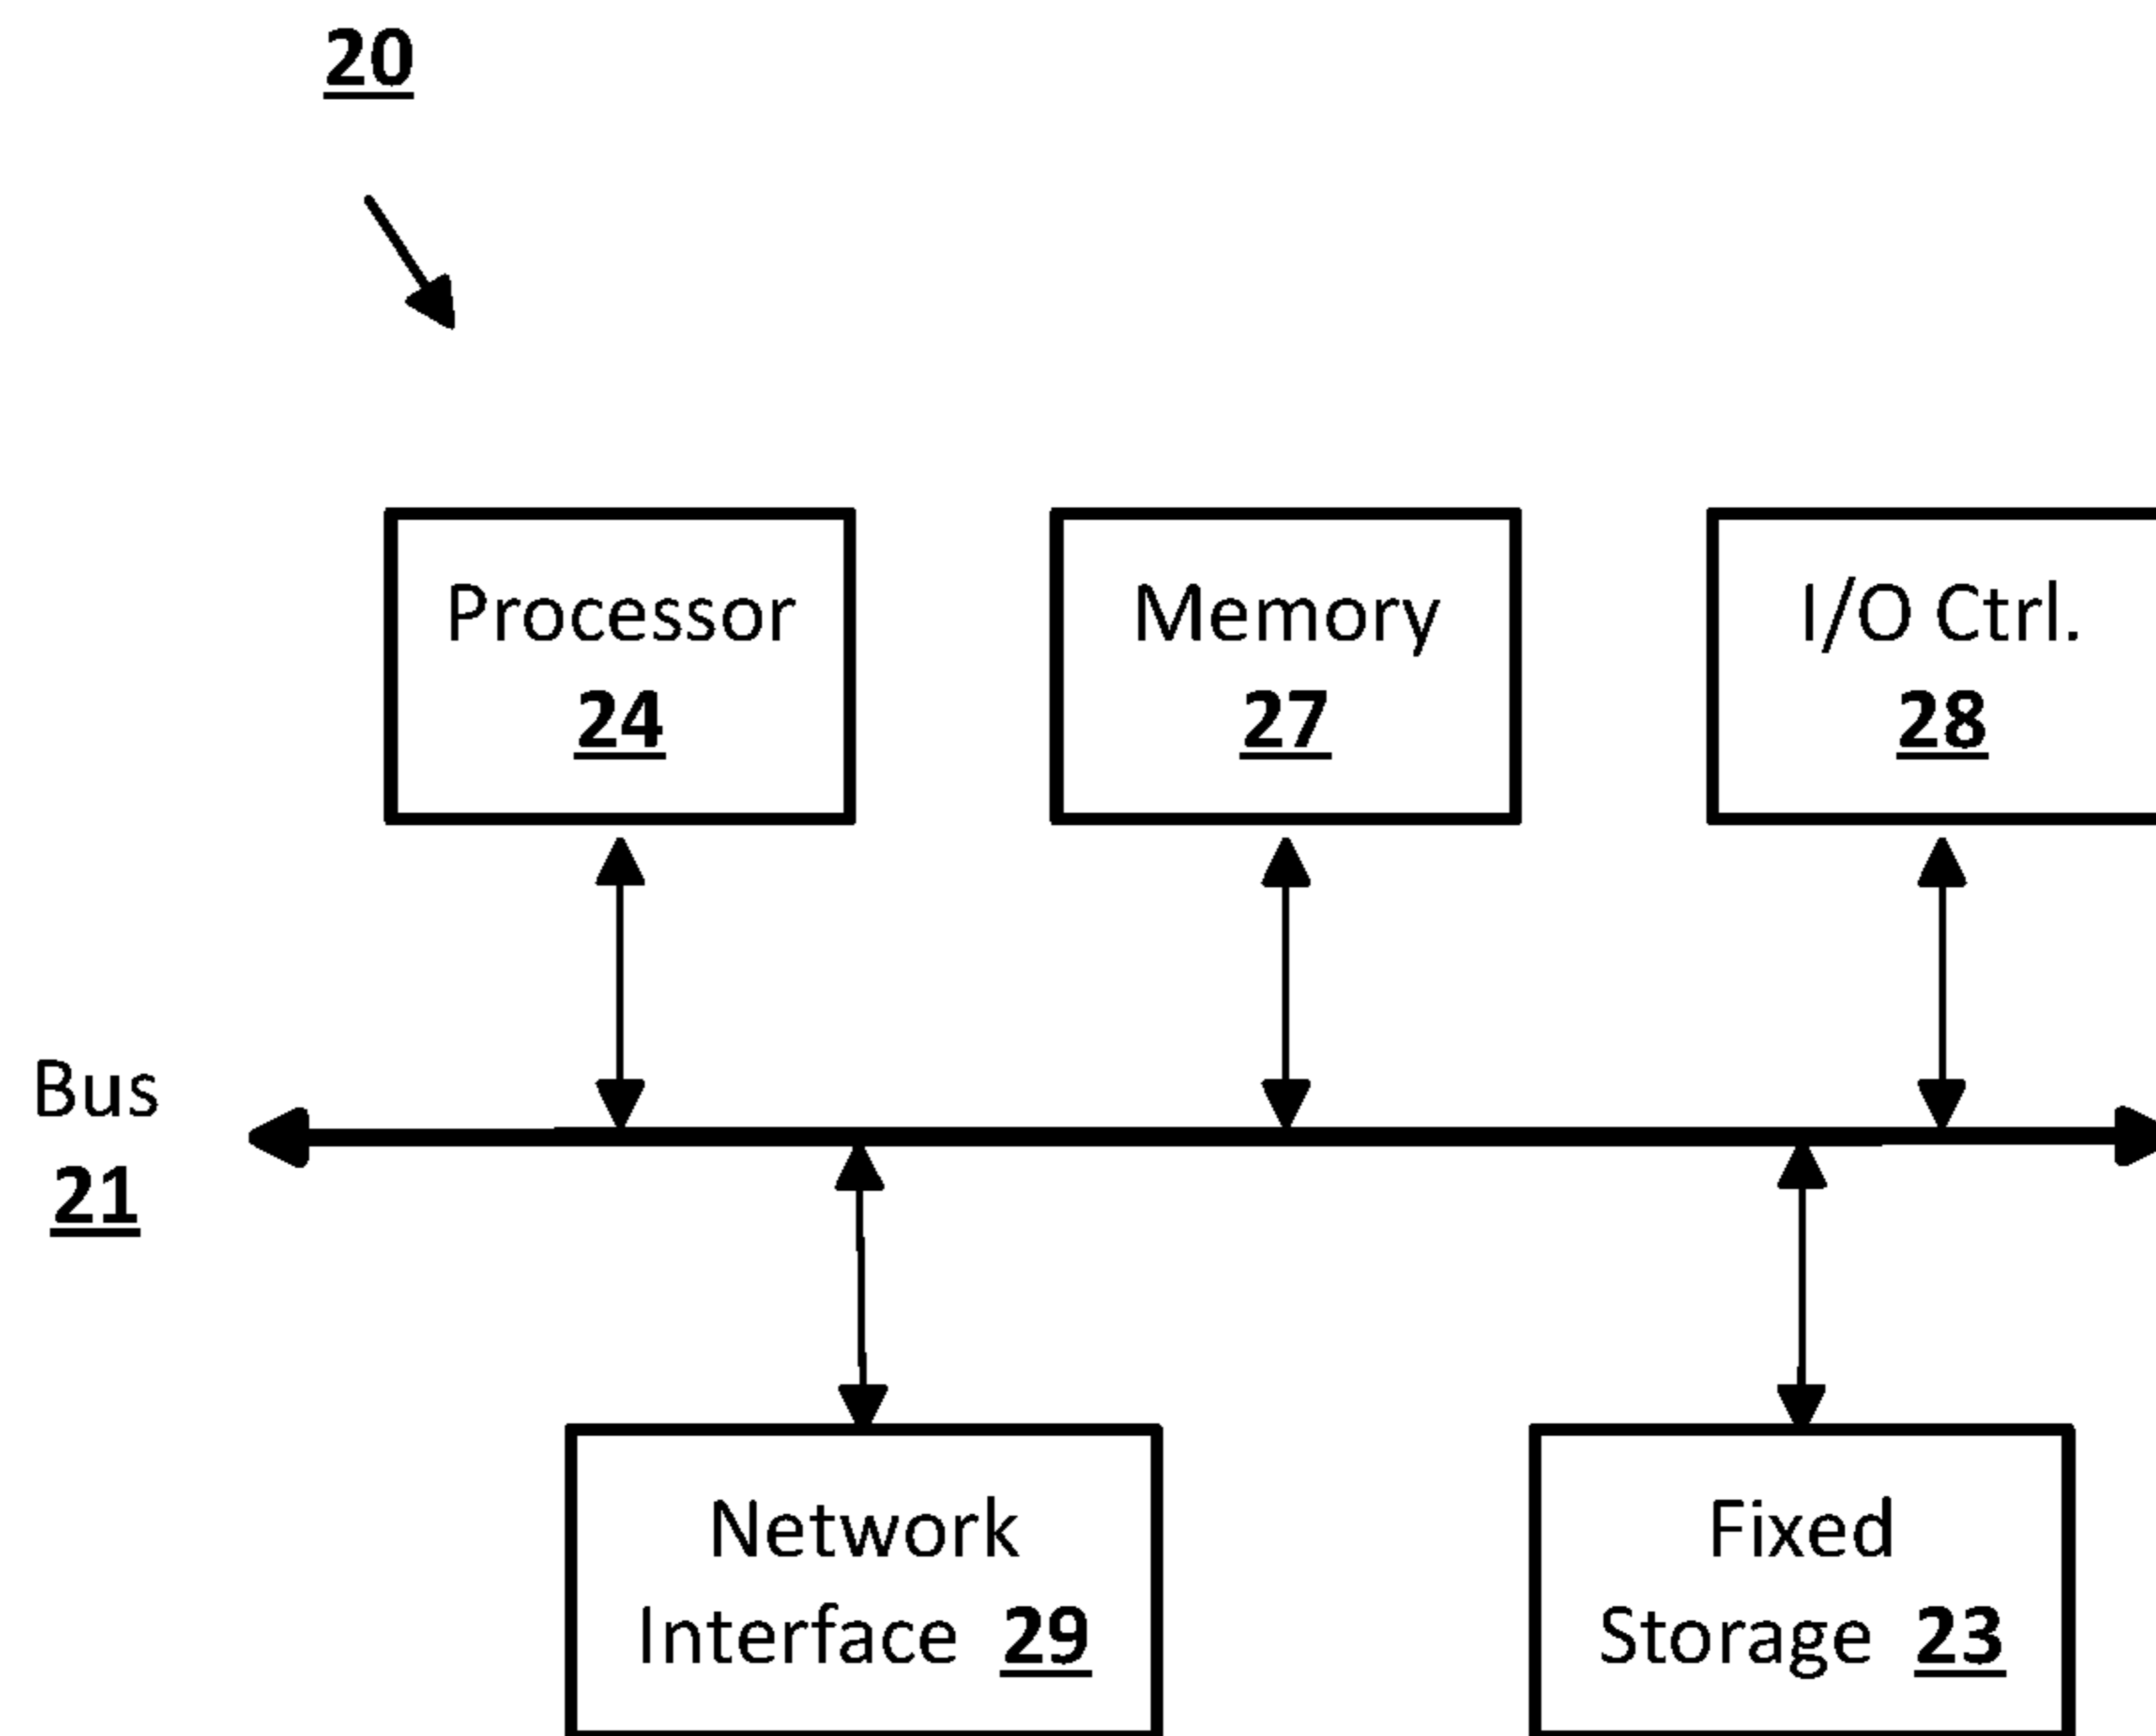 20
Processor
24
Memory
27
I/O Ctrl.
28
Bus
21
Network
Interface 29
Fixed
Storage 23